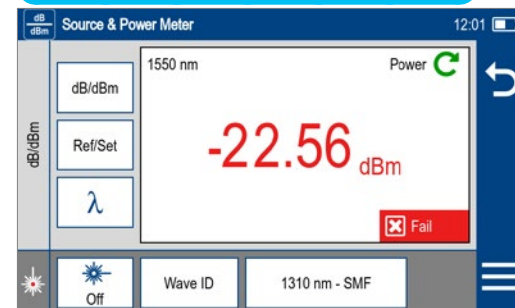 dB
dBm
Source & Power Meter 12:01
dB/dBm
dB/dBm
Ref/Set
λ
1550 nm
Power
-22.56 dBm
Fail
Off
Wave ID
1310 nm - SMF